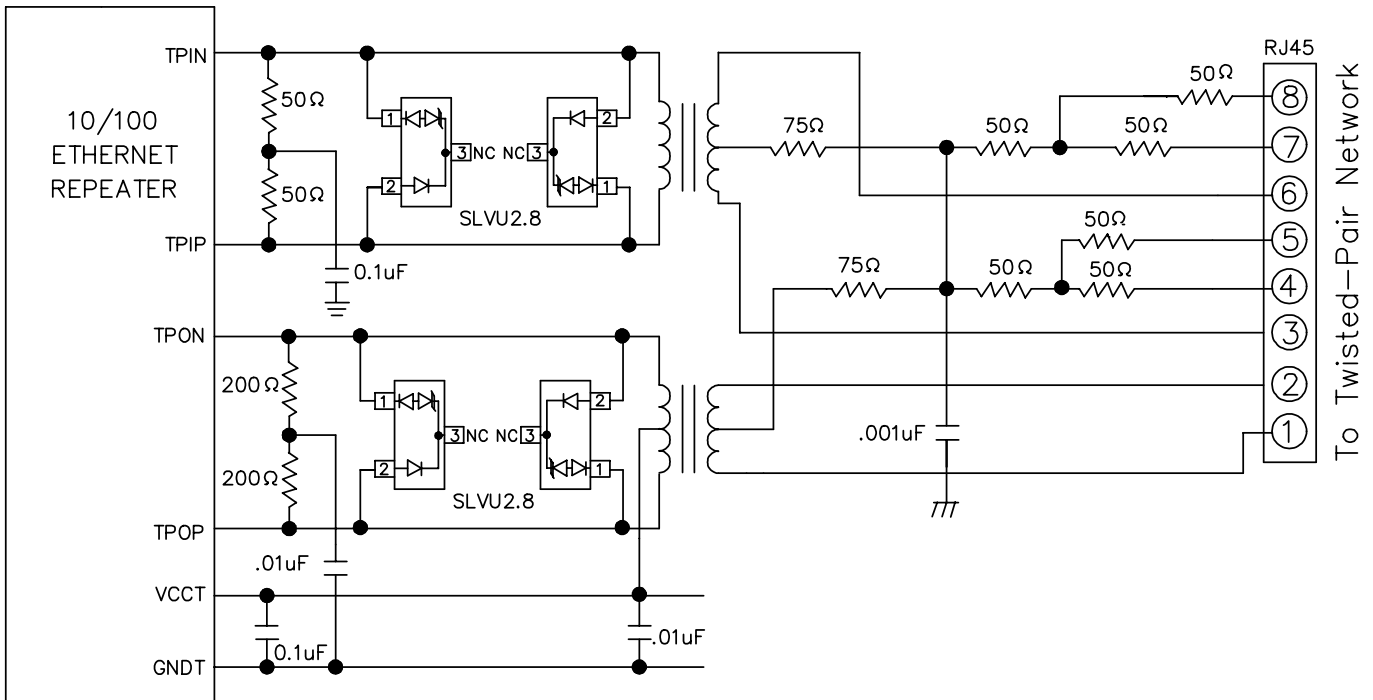 RJ45
TPIN
50Ω
8
10/100
ETHERNET
REPEATER
50Ω
1
2
75Ω
50Ω
50Ω
7
3 NC
NC 3
50Ω
2
1
6
SLVU2.8
TPIP
50Ω
5
0.1uF
75Ω
50Ω
50Ω
4
TPON
3
200Ω
1
2
2
3 NC
NC 3
.001uF
1
200Ω
2
1
SLVU2.8
TPOP
.01uF
VCCT
0.1uF
.01uF
GNDT
To Twisted-Pair Network